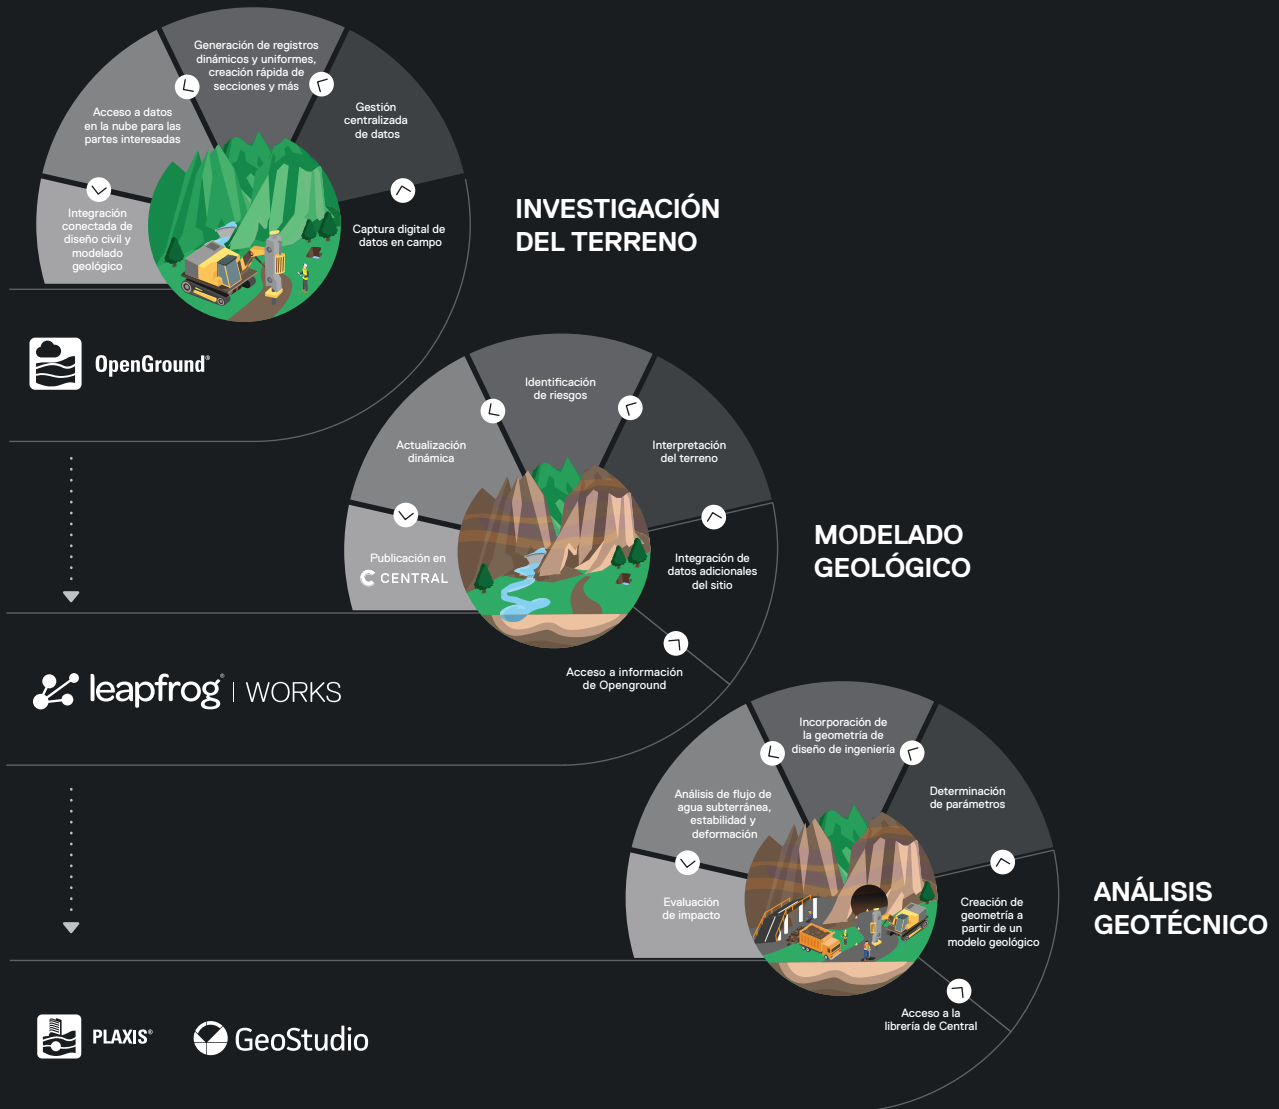 Generación de registros
dinámicos y uniformes,
creación rápida de
secciones y más
Acceso a datos
en la nube para las
partes interesadas
Gestión
centralizada
de datos
Integración
conectada de
diseño civil y
modelado
geológico
Captura digital de
datos en campo
INVESTIGACIÓN
DEL TERRENO
OpenGround®
Identificación
de riesgos
Actualización
dinámica
Interpretación
del terreno
Publicación en
CENTRAL
Integración de
datos adicionales
del sitio
Acceso a información
de Openground
MODELADO
GEOLÓGICO
leapfrog® | WORKS
Incorporación de
la geometría de
diseño de ingeniería
Análisis de flujo de
agua subterránea,
estabilidad y
deformación
Determinación
de parámetros
Evaluación
de impacto
Creación de
geometría a
partir de un
modelo geológico
Acceso a la
librería de Central
ANÁLISIS
GEOTÉCNICO
PLAXIS®
GeoStudio